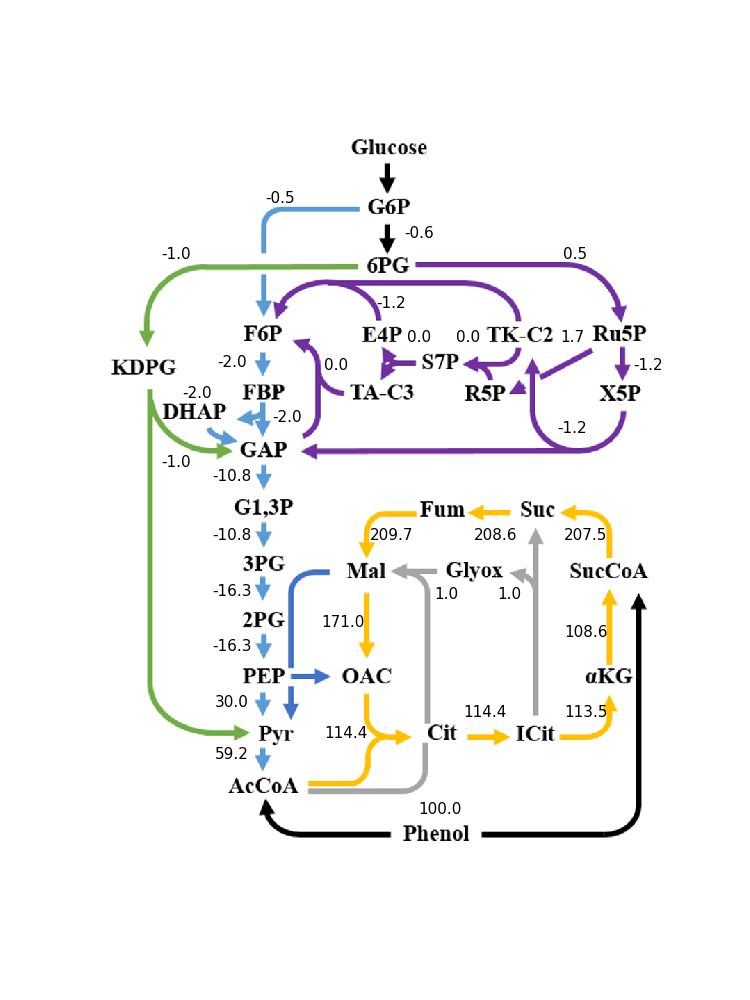 Glucose
-0.5
G6P
-0.6
-1.0
6PG
0.5
-1.2
F6P
E4P
0.0
0.0
TK-C2
1.7
Ru5P
KDPG
-2.0
0.0
S7P
-1.2
-2.0
FBP
TA-C3
R5P
X5P
DHAP
-2.0
-1.2
-1.0
GAP
-10.8
G1,3P
Fum
Suc
-10.8
209.7
208.6
207.5
3PG
Mal
Glyox
SucCoA
-16.3
1.0
1.0
2PG
171.0
108.6
-16.3
PEP
OAC
αKG
30.0
114.4
113.5
Pyr
114.4
Cit
ICit
59.2
AcCoA
100.0
Phenol